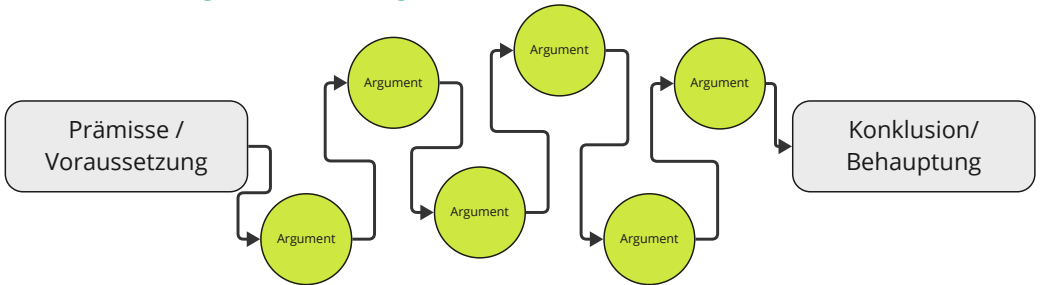 Prämisse /
Voraussetzung
Argument
Argument
Argument
Argument
Argument
Argument
Konklusion/
Behauptung